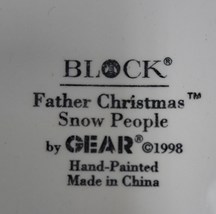 BLOCK®
Father Christmas™
Snow People
by GEAR®©1998
Hand-Painted
Made in China